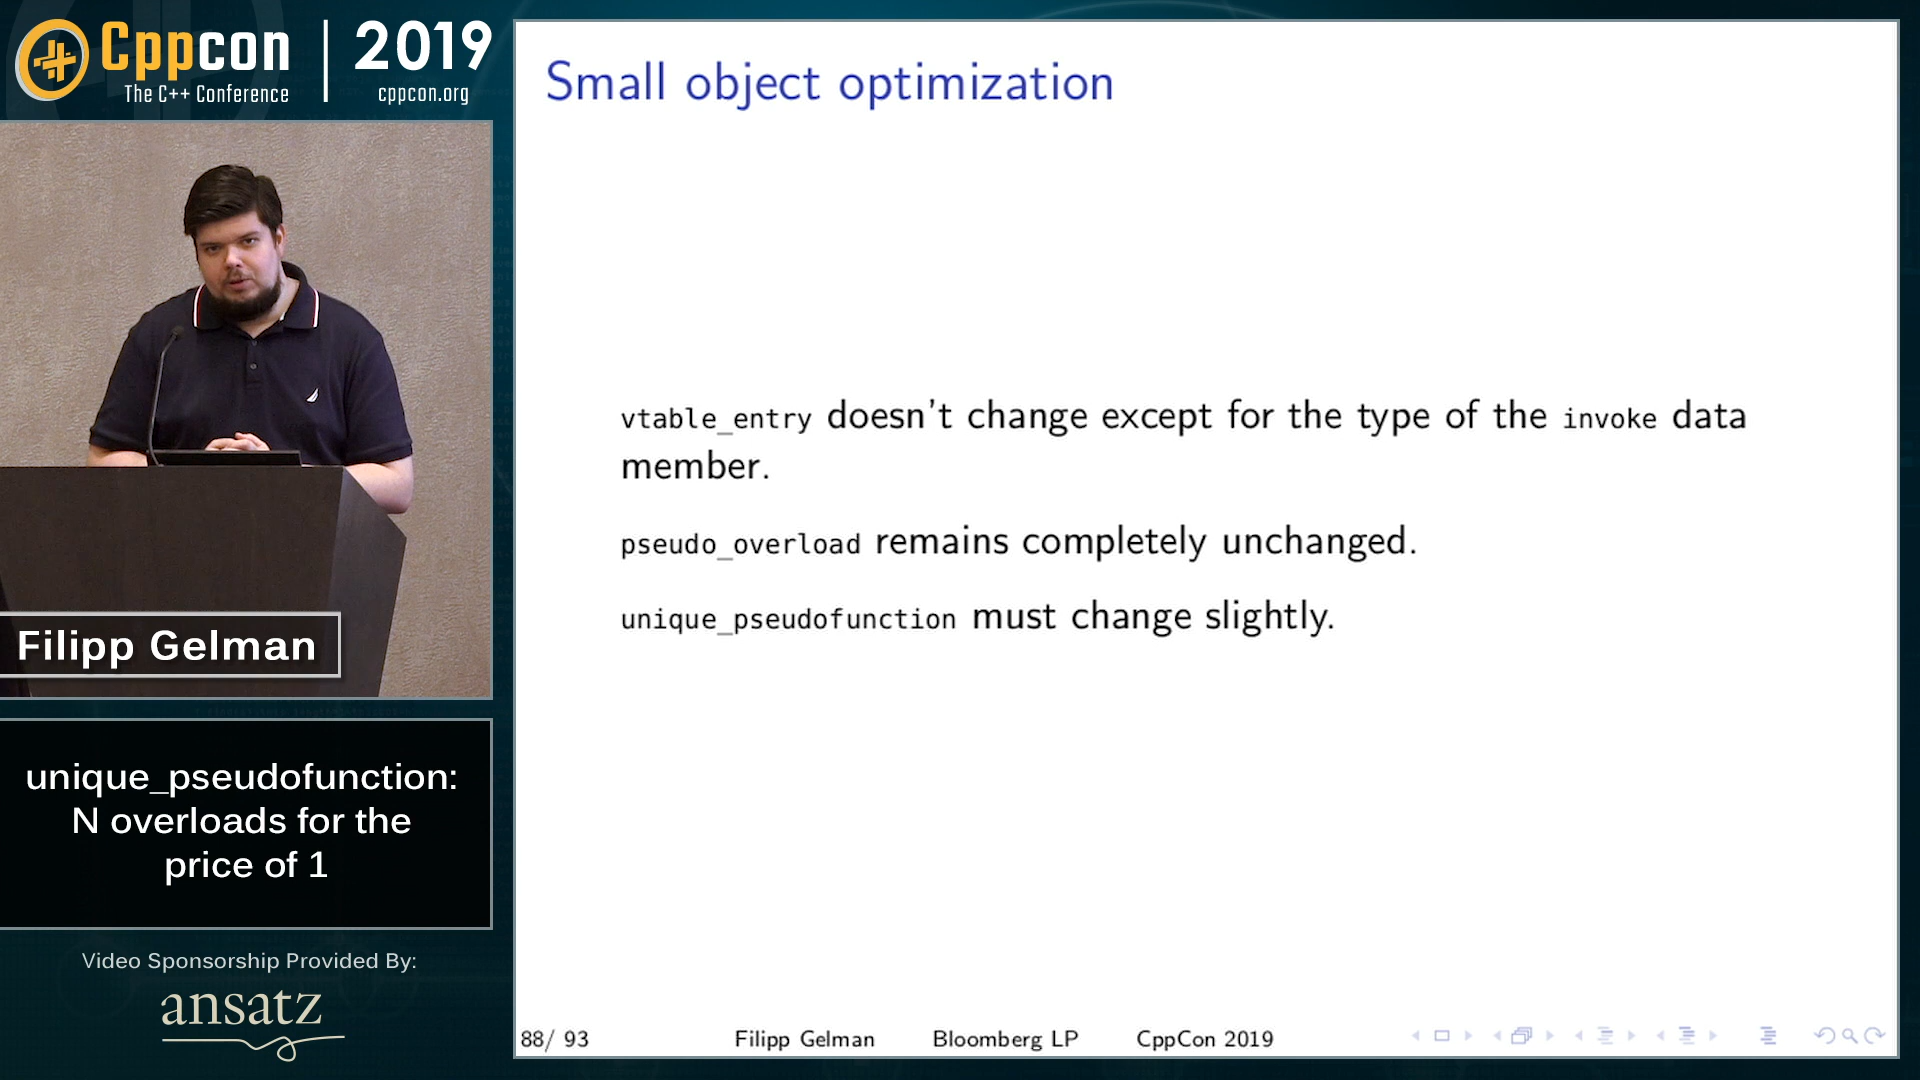 Cppcon
The C++ Conference
2019
cppcon.org
Small object optimization
vtable_entry doesn't change except for the type of the invoke data
member.
pseudo_overload remains completely unchanged.
unique_pseudofunction must change slightly.
Filipp Gelman
unique_pseudofunction:
N overloads for the
price of 1
Video Sponsorship Provided By:
ansatz
88/ 93 Filipp Gelman Bloomberg LP CppCon 2019